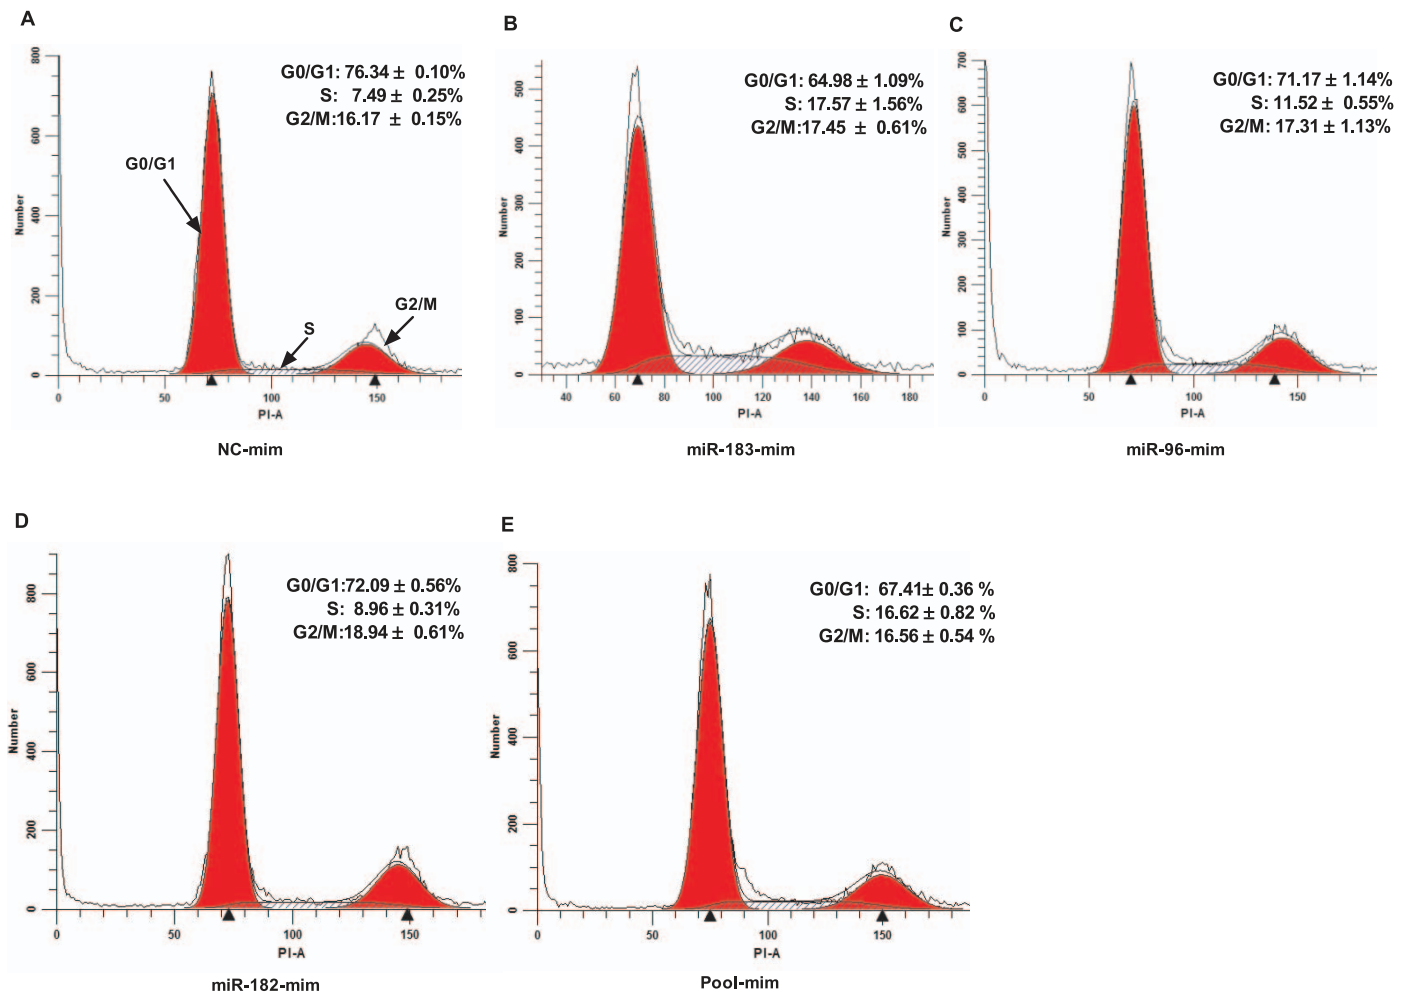 A
G0/G1: 76.34 ± 0.10%
S: 7.49 ± 0.25%
G2/M:16.17 ± 0.15%
G0/G1
S
G2/M
Number
800
600
400
200
0
0 50 100 150
PI-A
NC-mim
B
G0/G1: 64.98 ± 1.09%
S: 17.57 ± 1.56%
G2/M:17.45 ± 0.61%
Number
500
400
300
200
100
0
40 60 80 100 120 140 160 180
PI-A
miR-183-mim
C
G0/G1: 71.17 ± 1.14%
S: 11.52 ± 0.55%
G2/M: 17.31 ± 1.13%
Number
700
600
500
400
300
200
100
0
0 50 100 150
PI-A
miR-96-mim
D
G0/G1:72.09 ± 0.56%
S: 8.96 ± 0.31%
G2/M:18.94 ± 0.61%
Number
800
600
400
200
0
0 50 100 150
PI-A
miR-182-mim
E
G0/G1: 67.41± 0.36 %
S: 16.62 ± 0.82 %
G2/M: 16.56 ± 0.54 %
Number
800
600
400
200
0
0 50 100 150
PI-A
Pool-mim